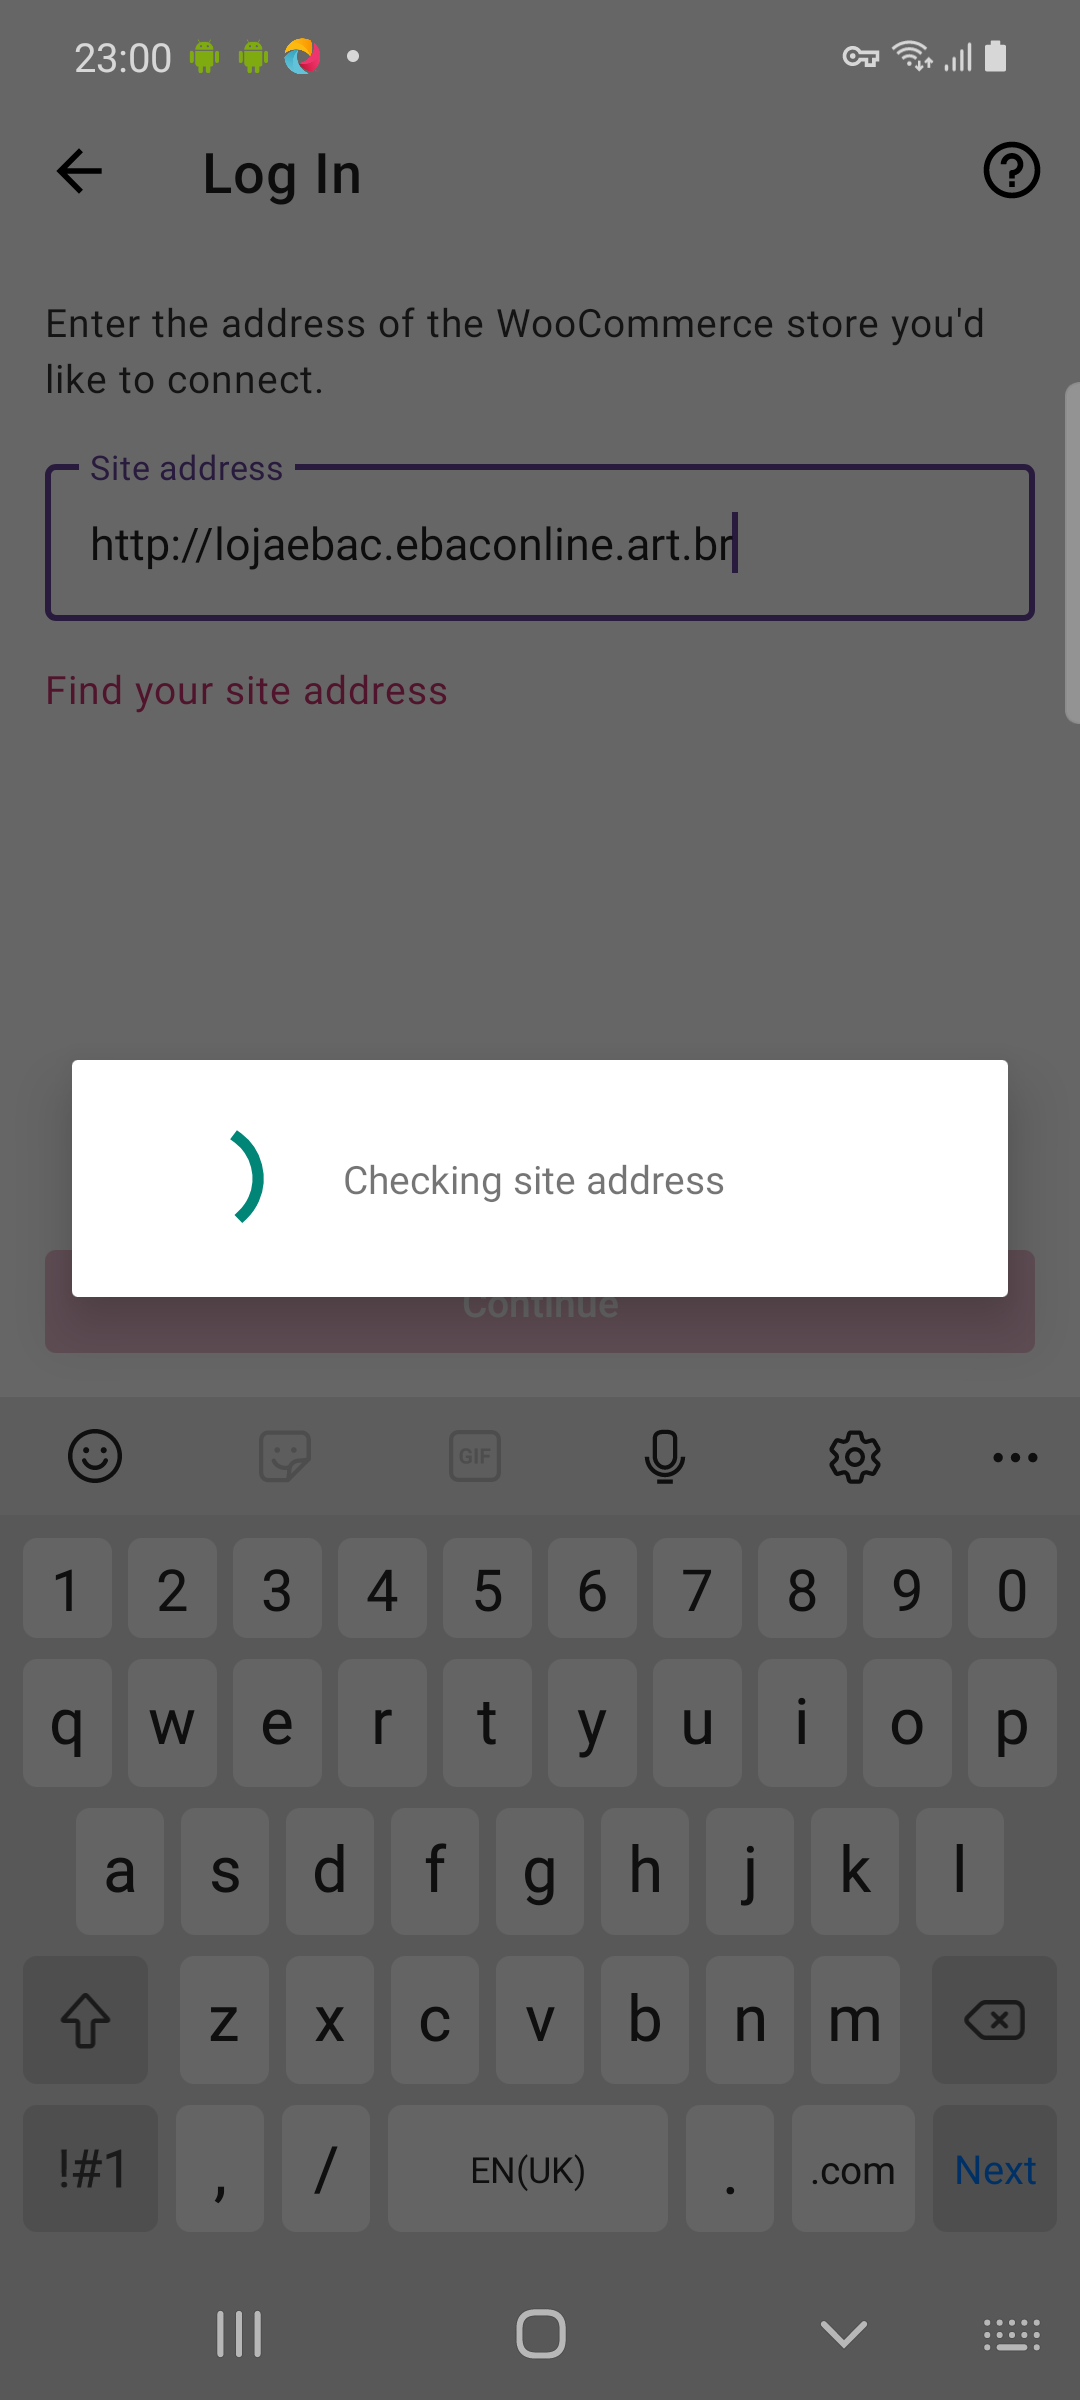 23:00
Log In
Enter the address of the WooCommerce store you'd
like to connect.
Site address
http://lojaebac.ebaconline.art.br
Find your site address
Checking site address
Continue
GIF
1 2 3 4 5 6 7 8 9 0
q w e r t y u i o p
a s d f g h j k l
z x c v b n m
!#1 , / EN(UK) . .com Next